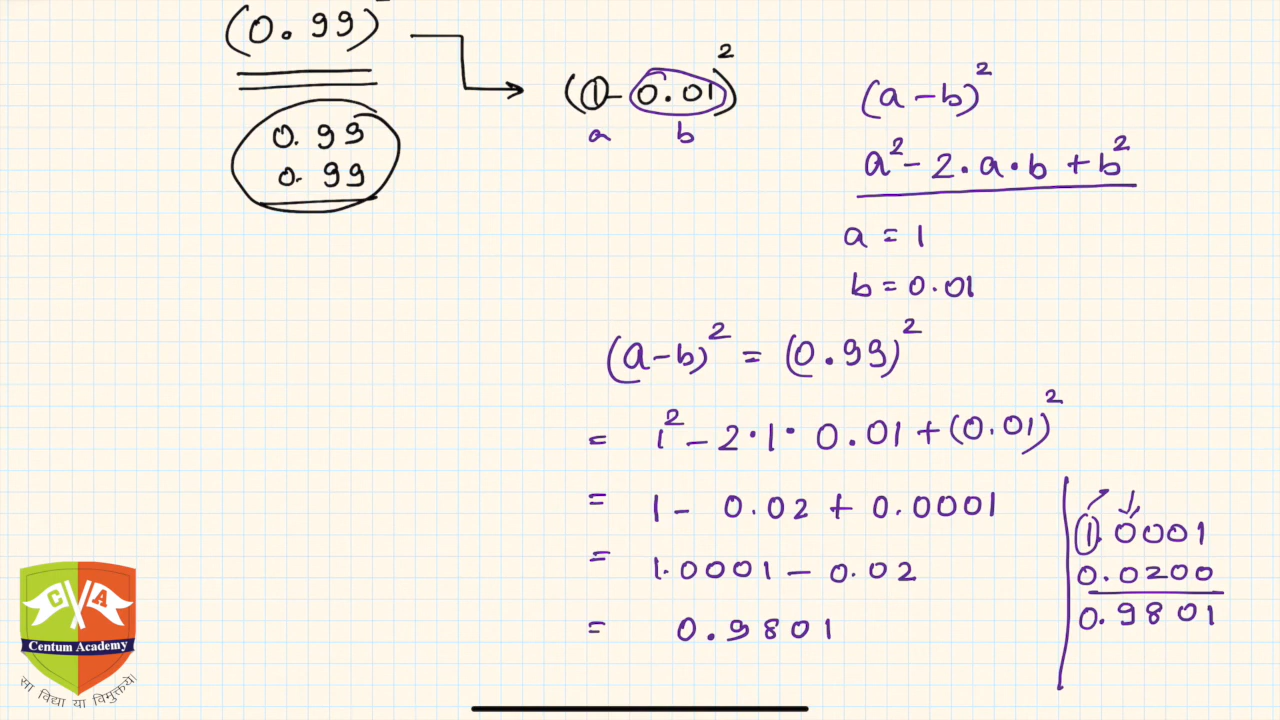 (0.99)²
0.99
0.99
(1 - 0.01)²
a b
(a - b)²
a² - 2·a·b + b²
a = 1
b = 0.01
(a-b)² = (0.99)²
= 1² - 2·1·0.01 + (0.01)²
= 1 - 0.02 + 0.0001
= 1.0001 - 0.02
= 0.9801
1.0001
0.0200
0.9801
C A
Centum Academy
सा विद्या या विमुक्तये।